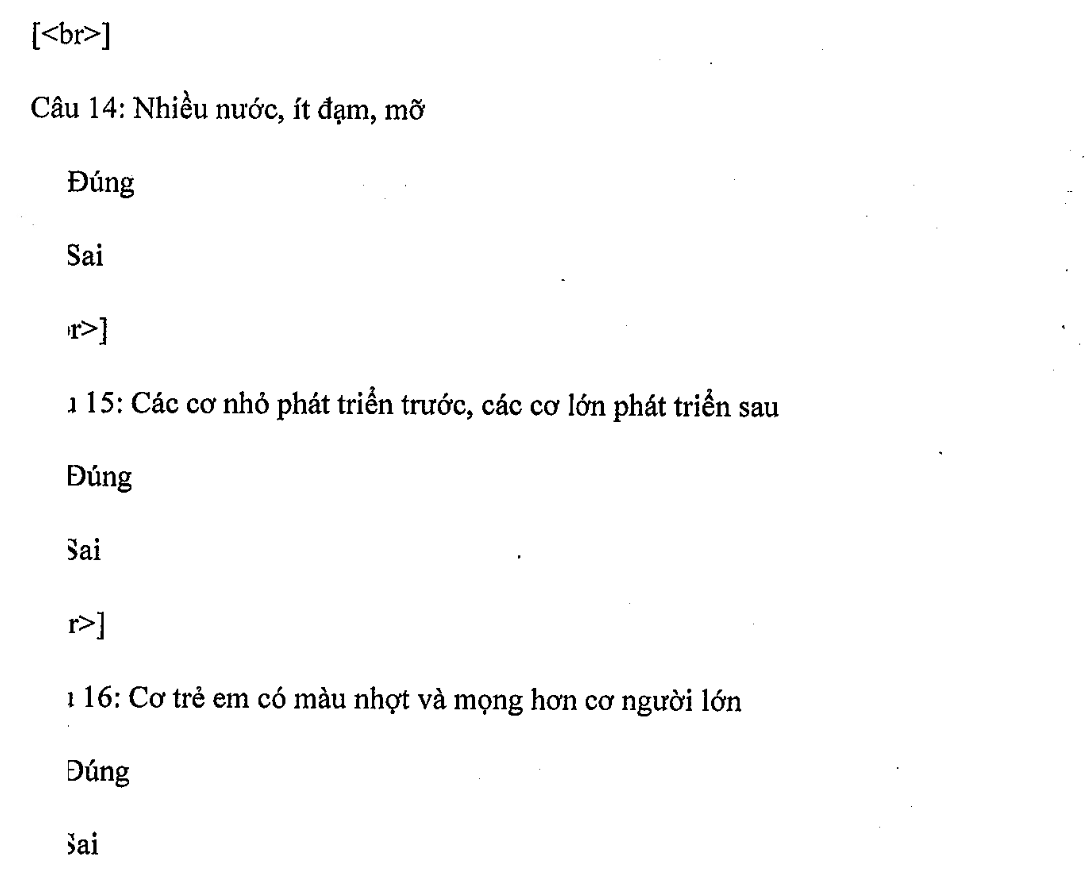 [<br>]
Câu 14: Nhiều nước, ít đạm, mỡ
Đúng
Sai
r>]
15: Các cơ nhỏ phát triển trước, các cơ lớn phát triển sau
Đúng
Sai
r>]
16: Cơ trẻ em có màu nhợt và mọng hơn cơ người lớn
Đúng
Sai